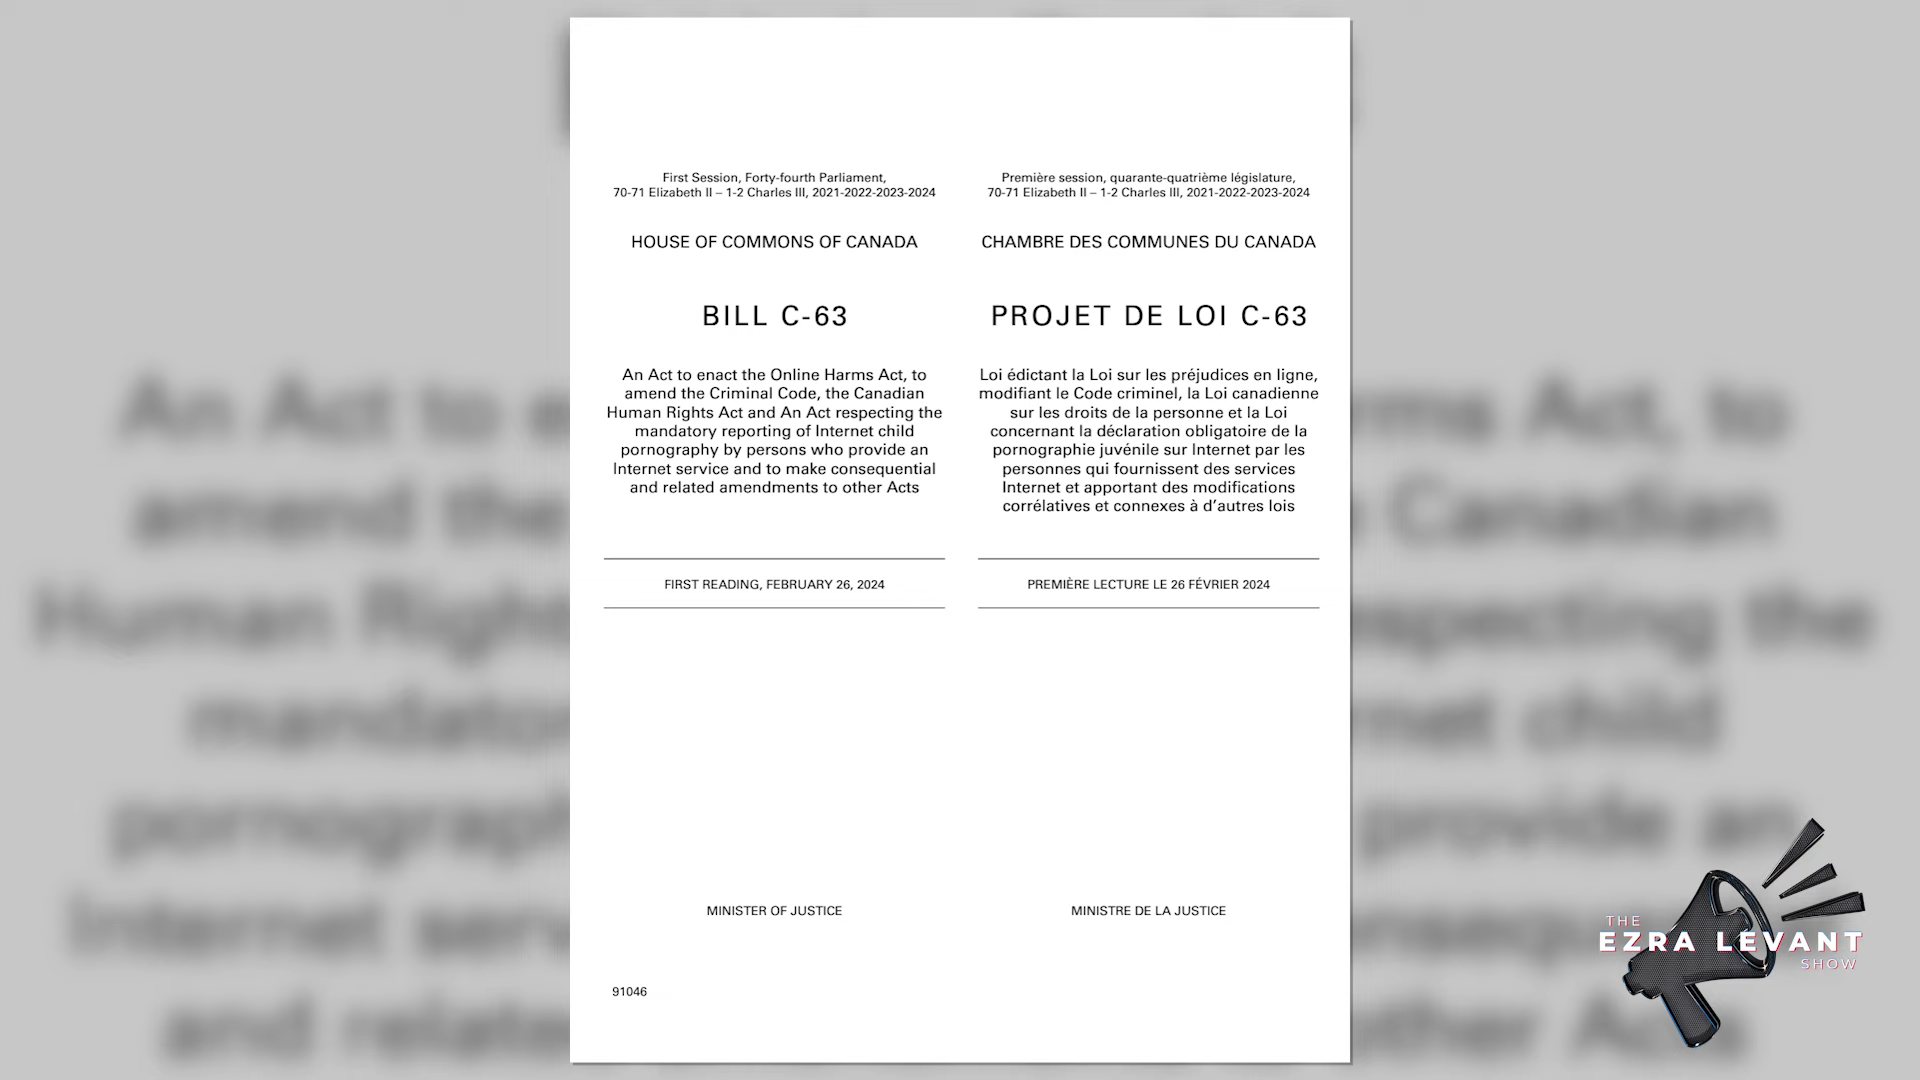 First Session, Forty-fourth Parliament,
70-71 Elizabeth II – 1-2 Charles III, 2021-2022-2023-2024
HOUSE OF COMMONS OF CANADA
BILL C-63
An Act to enact the Online Harms Act, to
amend the Criminal Code, the Canadian
Human Rights Act and An Act respecting the
mandatory reporting of Internet child
pornography by persons who provide an
Internet service and to make consequential
and related amendments to other Acts
FIRST READING, FEBRUARY 26, 2024
MINISTER OF JUSTICE
91046
Première session, quarante-quatrième législature,
70-71 Elizabeth II – 1-2 Charles III, 2021-2022-2023-2024
CHAMBRE DES COMMUNES DU CANADA
PROJET DE LOI C-63
Loi édictant la Loi sur les préjudices en ligne,
modifiant le Code criminel, la Loi canadienne
sur les droits de la personne et la Loi
concernant la déclaration obligatoire de la
pornographie juvénile sur Internet par les
personnes qui fournissent des services
Internet et apportant des modifications
corrélatives et connexes à d’autres lois
PREMIÈRE LECTURE LE 26 FÉVRIER 2024
MINISTRE DE LA JUSTICE
THE
EZRA LEVANT
SHOW